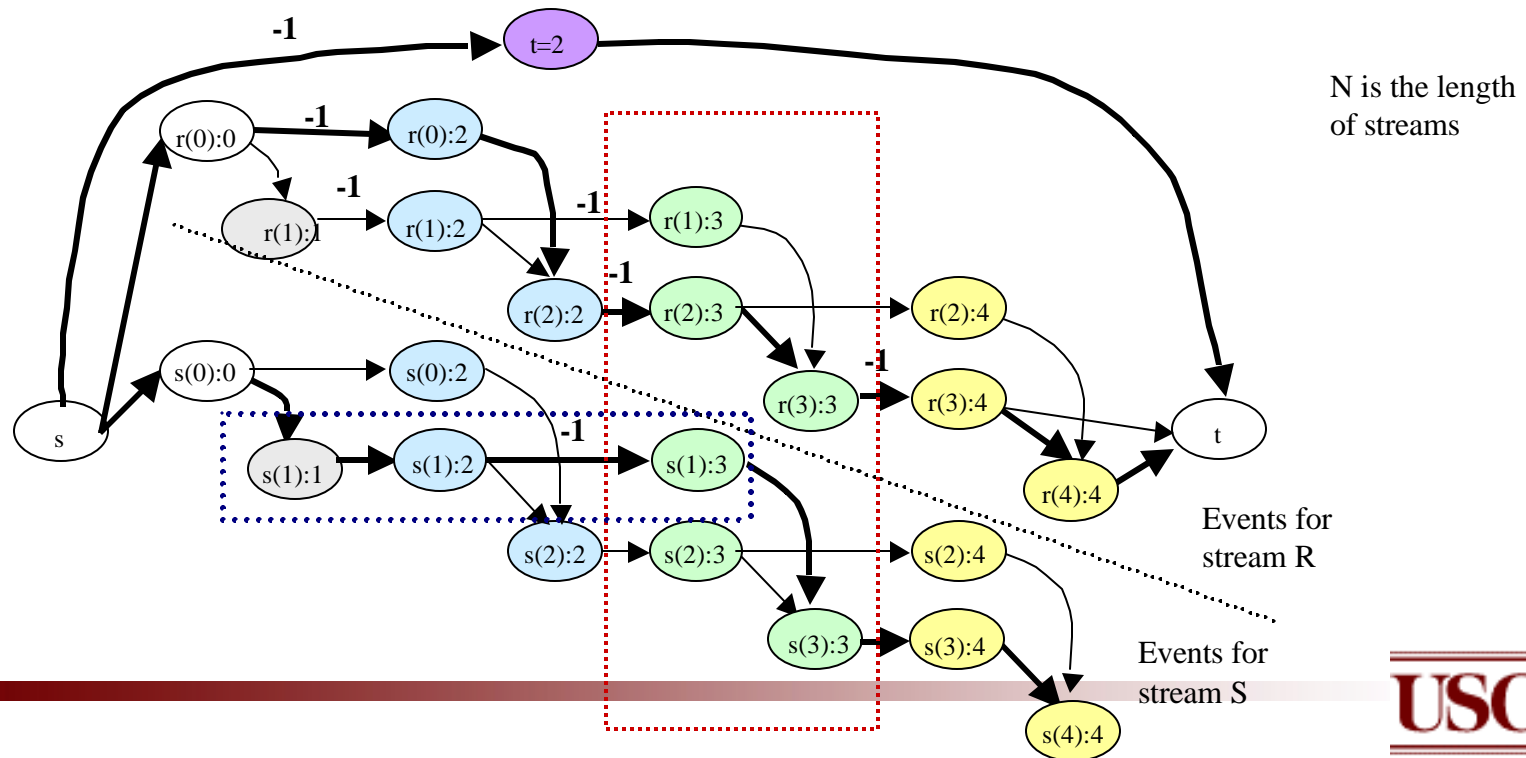 -1
t=2
N is the length
of streams
r(0):0
-1
r(0):2
-1
r(1):1
r(1):2
-1
r(1):3
-1
r(2):2
r(2):3
r(2):4
s(0):0
s(0):2
-1
r(3):3
r(3):4
s
t
-1
s(1):1
s(1):2
s(1):3
r(4):4
Events for
stream R
s(2):2
s(2):3
s(2):4
s(3):3
s(3):4
Events for
stream S
s(4):4